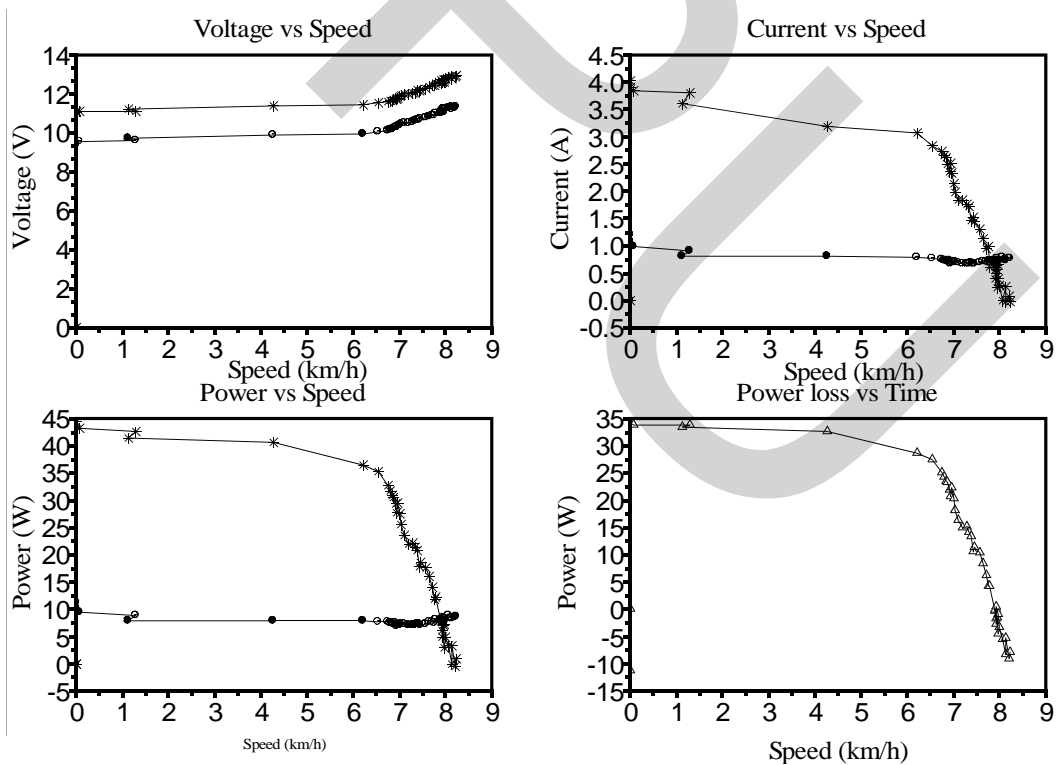 Voltage vs Speed
14
12
10
8
6
4
2
0
Voltage (V)
0 1 2 3 4 5 6 7 8 9
Speed (km/h)
Current vs Speed
4.5
4.0
3.5
3.0
2.5
2.0
1.5
1.0
0.5
0.0
-0.5
Current (A)
0 1 2 3 4 5 6 7 8 9
Speed (km/h)
Power vs Speed
45
40
35
30
25
20
15
10
5
0
-5
Power (W)
0 1 2 3 4 5 6 7 8 9
Speed (km/h)
Power loss vs Time
35
30
25
20
15
10
5
0
-5
-10
-15
Power (W)
0 1 2 3 4 5 6 7 8 9
Speed (km/h)